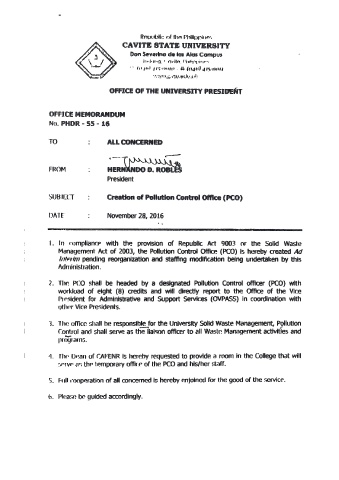 Republic of the Philippines
CAVITE STATE UNIVERSITY
Don Severino de las Alas Campus
OFFICE OF THE UNIVERSITY PRESIDENT
OFFICE MEMORANDUM
No. PHDR - 55 - 16
TO : ALL CONCERNED
FROM : HERNANDO D. ROBLES
President
SUBJECT : Creation of Pollution Control Office (PCO)
DATE : November 28, 2016
1. In compliance with the provision of Republic Act 9003 or the Solid Waste
Management Act of 2003, the Pollution Control Office (PCO) is hereby created Ad
Interim pending reorganization and staffing modification being undertaken by this
Administration.
2. The PCO shall be headed by a designated Pollution Control officer (PCO) with
workload of eight (8) credits and will directly report to the Office of the Vice
President for Administrative and Support Services (OVPASS) in coordination with
other Vice Presidents.
3. The office shall be responsible for the University Solid Waste Management, Pollution
Control and shall serve as the liaison officer to all Waste Management activities and
programs.
4. The Dean of CAFENR is hereby requested to provide a room in the College that will
serve as the temporary office of the PCO and his/her staff.
5. Full cooperation of all concerned is hereby enjoined for the good of the service.
6. Please be guided accordingly.